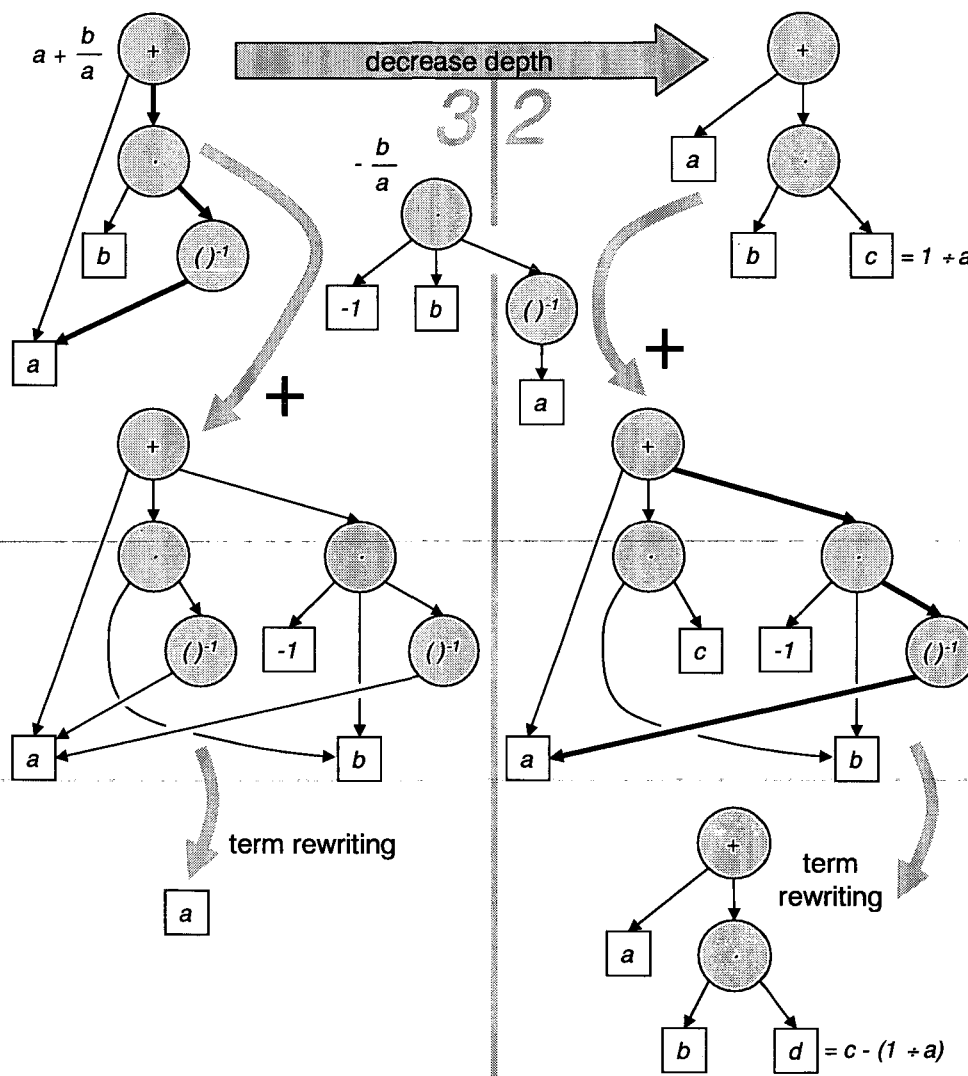 a + b/a
+
decrease depth
+
3 2
·
a
·
- b/a
·
b
( )⁻¹
b
c = 1 ÷ a
-1
b
( )⁻¹
a
a
+
+
+
+
·
·
·
·
( )⁻¹
-1
( )⁻¹
c
-1
( )⁻¹
a
b
a
b
term rewriting
+
term
rewriting
a
a
·
b
d = c - (1 ÷ a)